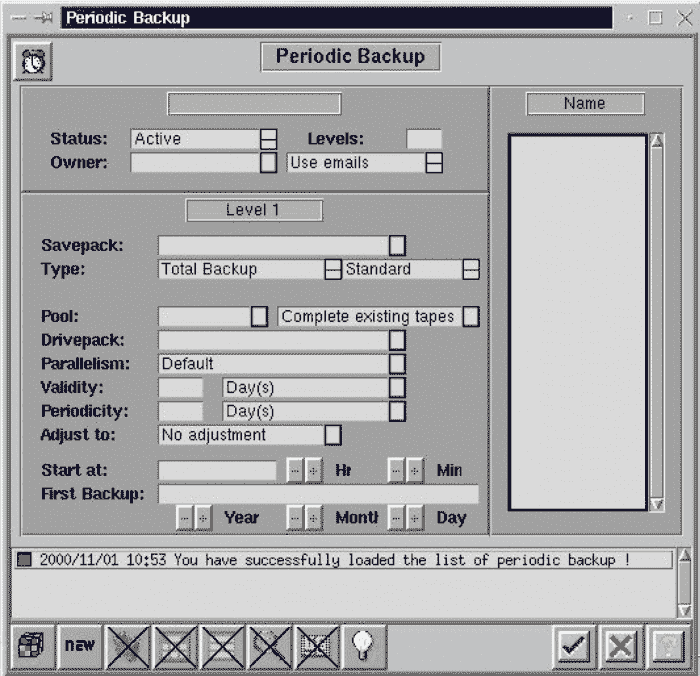 Periodic Backup
Periodic Backup
Name
Status: Active Levels:
Owner: Use emails
Level 1
Savepack:
Type: Total Backup Standard
Pool: Complete existing tapes
Drivepack:
Parallelism: Default
Validity: Day(s)
Periodicity: Day(s)
Adjust to: No adjustment
Start at: - + Hr - + Min
First Backup:
- + Year - + Month - + Day
2000/11/01 10:53 You have successfully loaded the list of periodic backup !
new